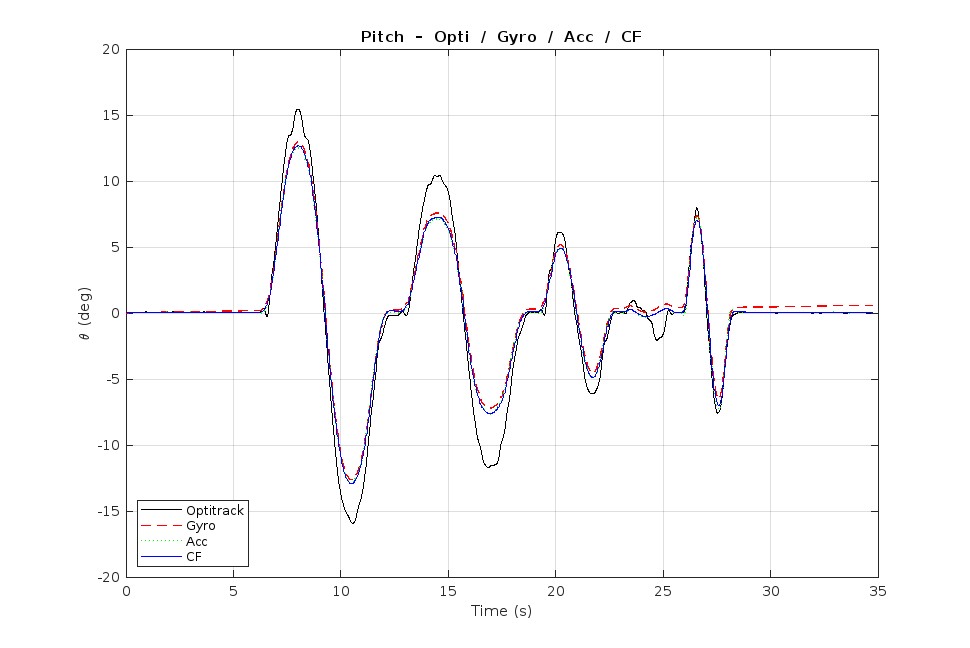 Pitch - Opti / Gyro / Acc / CF
20
15
10
5
0
-5
-10
-15
-20
θ (deg)
Optitrack
Gyro
Acc
CF
0 5 10 15 20 25 30 35
Time (s)